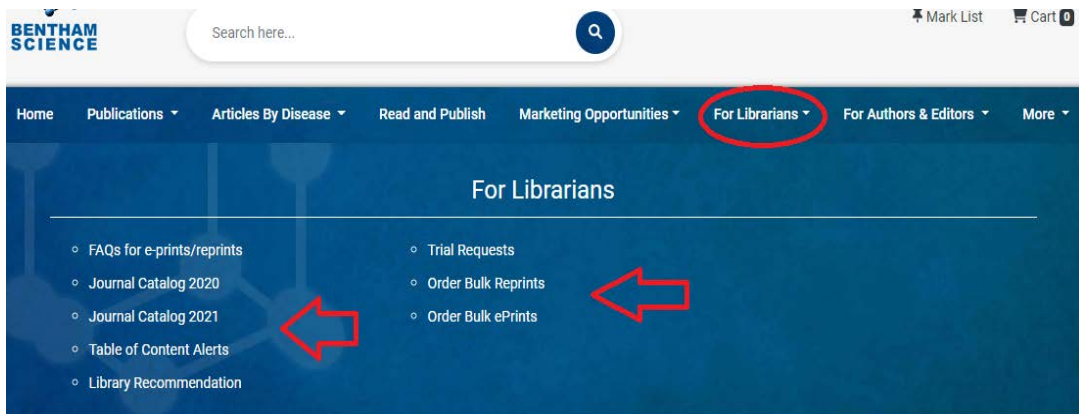 BENTHAM
SCIENCE
Search here...
Mark List
Cart 0
Home
Publications
Articles By Disease
Read and Publish
Marketing Opportunities
For Librarians
For Authors & Editors
More
For Librarians
FAQs for e-prints/reprints
Journal Catalog 2020
Journal Catalog 2021
Table of Content Alerts
Library Recommendation
Trial Requests
Order Bulk Reprints
Order Bulk ePrints